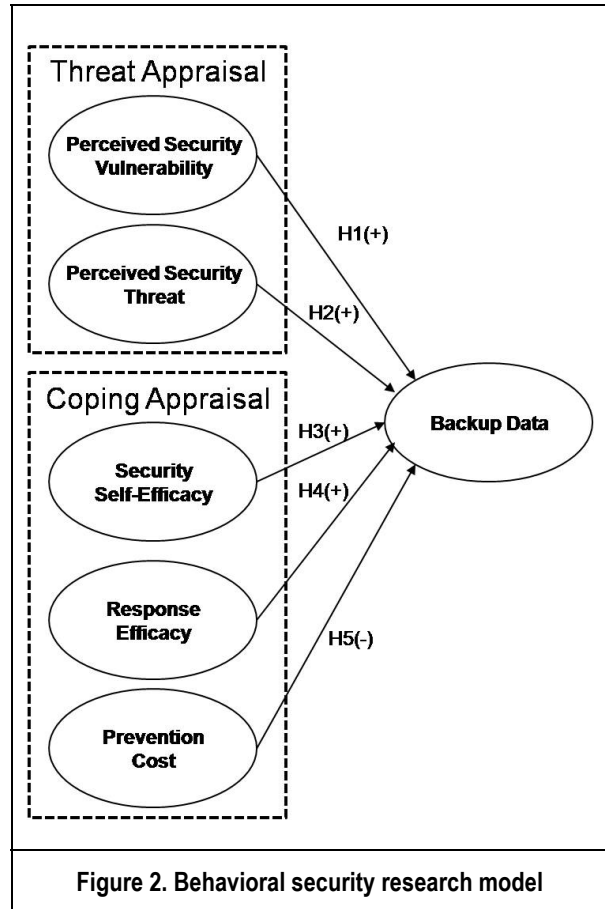 Threat Appraisal
Perceived Security
Vulnerability
H1(+)
Perceived Security
Threat
H2(+)
Coping Appraisal
H3(+)
Backup Data
Security
Self-Efficacy
H4(+)
Response
Efficacy
H5(-)
Prevention
Cost
Figure 2. Behavioral security research model